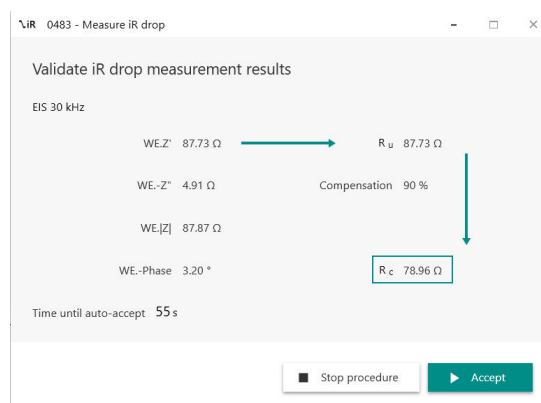 iR 0483 - Measure iR drop
Validate iR drop measurement results
EIS 30 kHz
WE.Z' 87.73 Ω R u 87.73 Ω
WE.-Z" 4.91 Ω Compensation 90 %
WE.|Z| 87.87 Ω
WE.-Phase 3.20 ° R c 78.96 Ω
Time until auto-accept 55 s
Stop procedure Accept